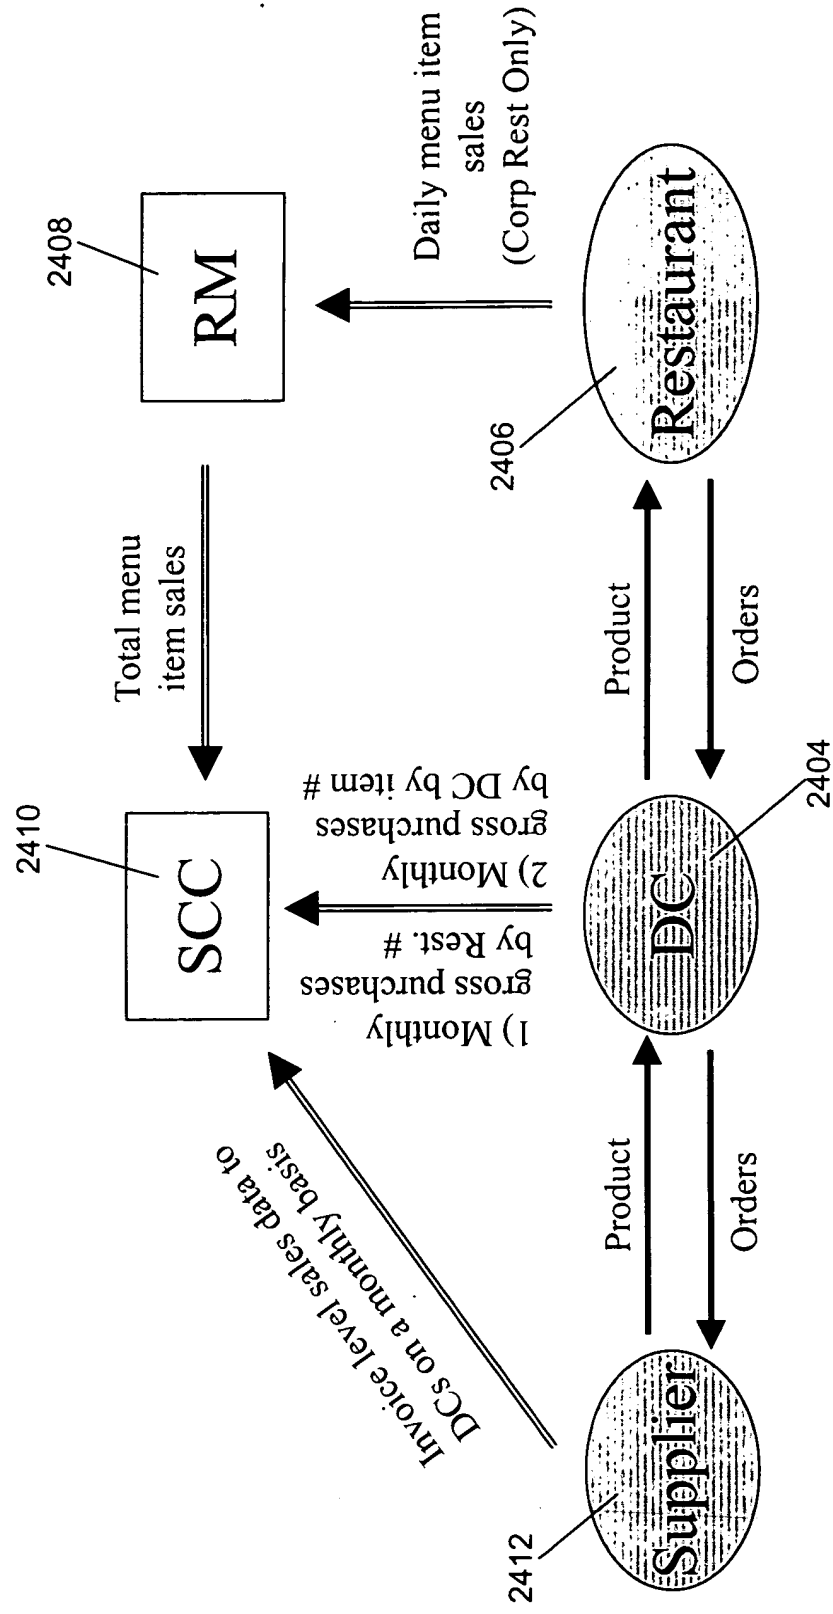 2410
SCC
Total menu
item sales
2408
RM
Invoice level sales data to
DCs on a monthly basis
1) Monthly
gross purchases
by Rest. #
2) Monthly
gross purchases
by DC by item #
Daily menu item
sales
(Corp Rest Only)
2412
Supplier
Product
Orders
DC
2404
Product
Orders
2406
Restaurant